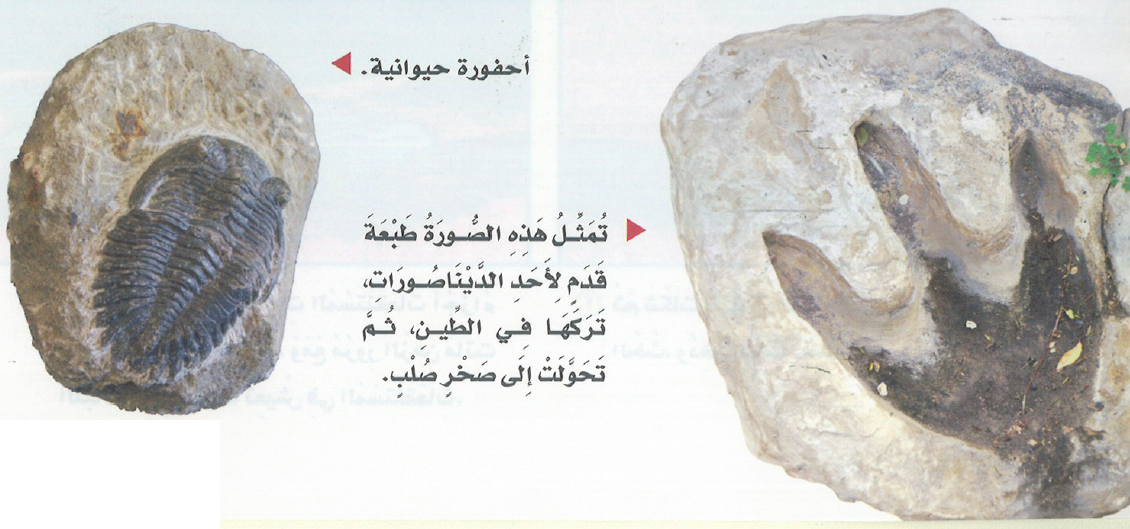 أحفورة حيوانية.
تُمَثِّلُ هَذِهِ الصُّورَةُ طَبْعَةَ
قَدَمٍ لِأَحَدِ الدَّيْنَاصُورَات،
تَرَكَهَا فِي الطِّينِ، ثُمَّ
تَحَوَّلَتْ إِلَى صَخْرٍ صُلْبٍ.